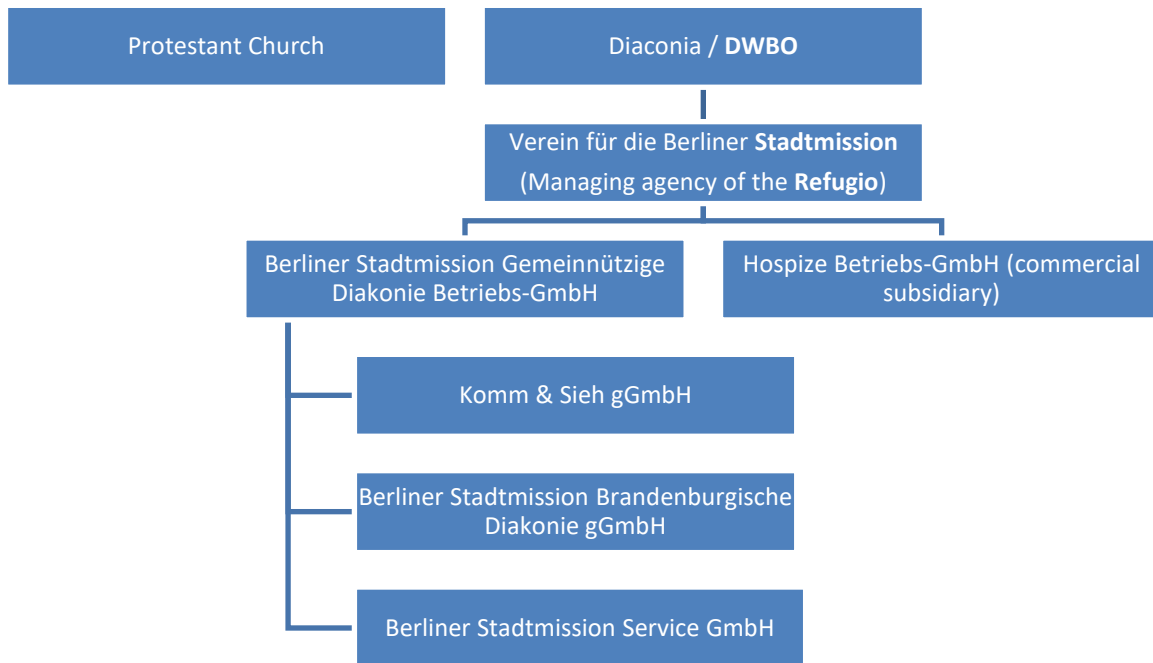 Protestant Church
Diaconia / DWBO
Verein für die Berliner Stadtmission
(Managing agency of the Refugio)
Berliner Stadtmission Gemeinnützige
Diakonie Betriebs-GmbH
Hospize Betriebs-GmbH (commercial
subsidiary)
Komm & Sieh gGmbH
Berliner Stadtmission Brandenburgische
Diakonie gGmbH
Berliner Stadtmission Service GmbH